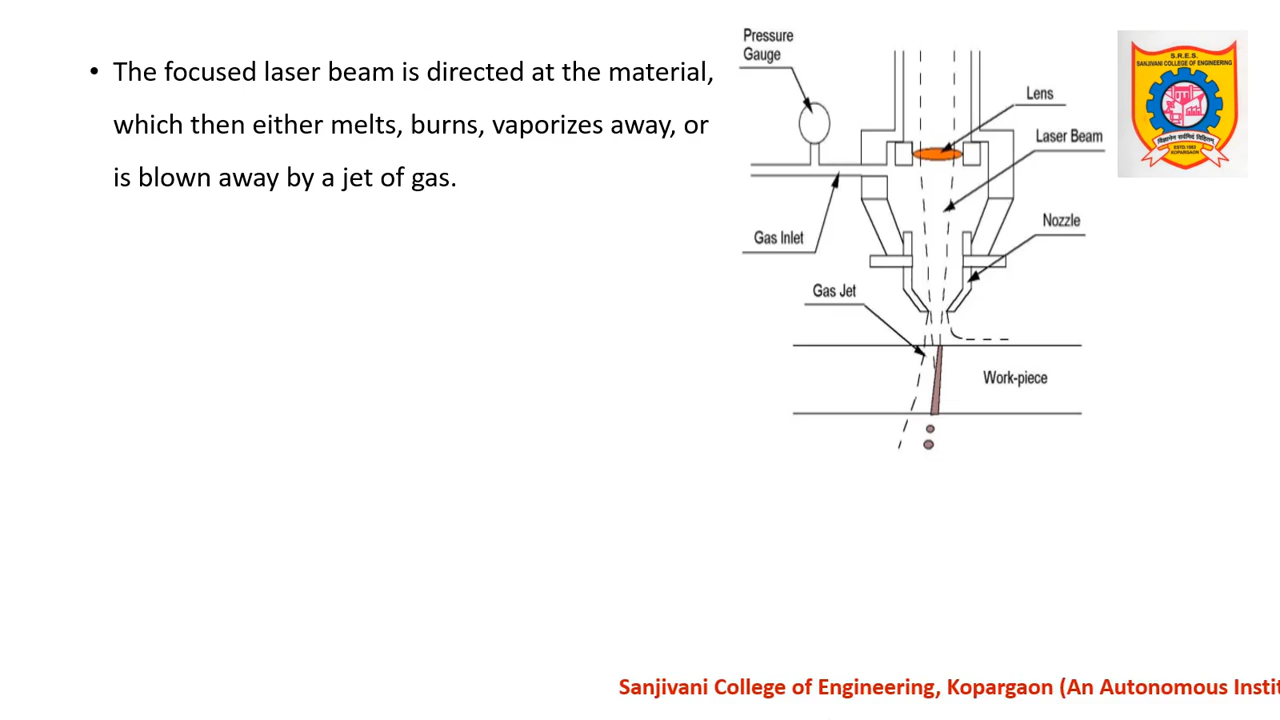 • The focused laser beam is directed at the material,
which then either melts, burns, vaporizes away, or
is blown away by a jet of gas.
Pressure
Gauge
Lens
Laser Beam
Gas Inlet
Nozzle
Gas Jet
Work-piece
S.R.E.S.
SANJIVANI COLLEGE OF ENGINEERING
ESTD.1983
KOPARGAON
Sanjivani College of Engineering, Kopargaon (An Autonomous Instit